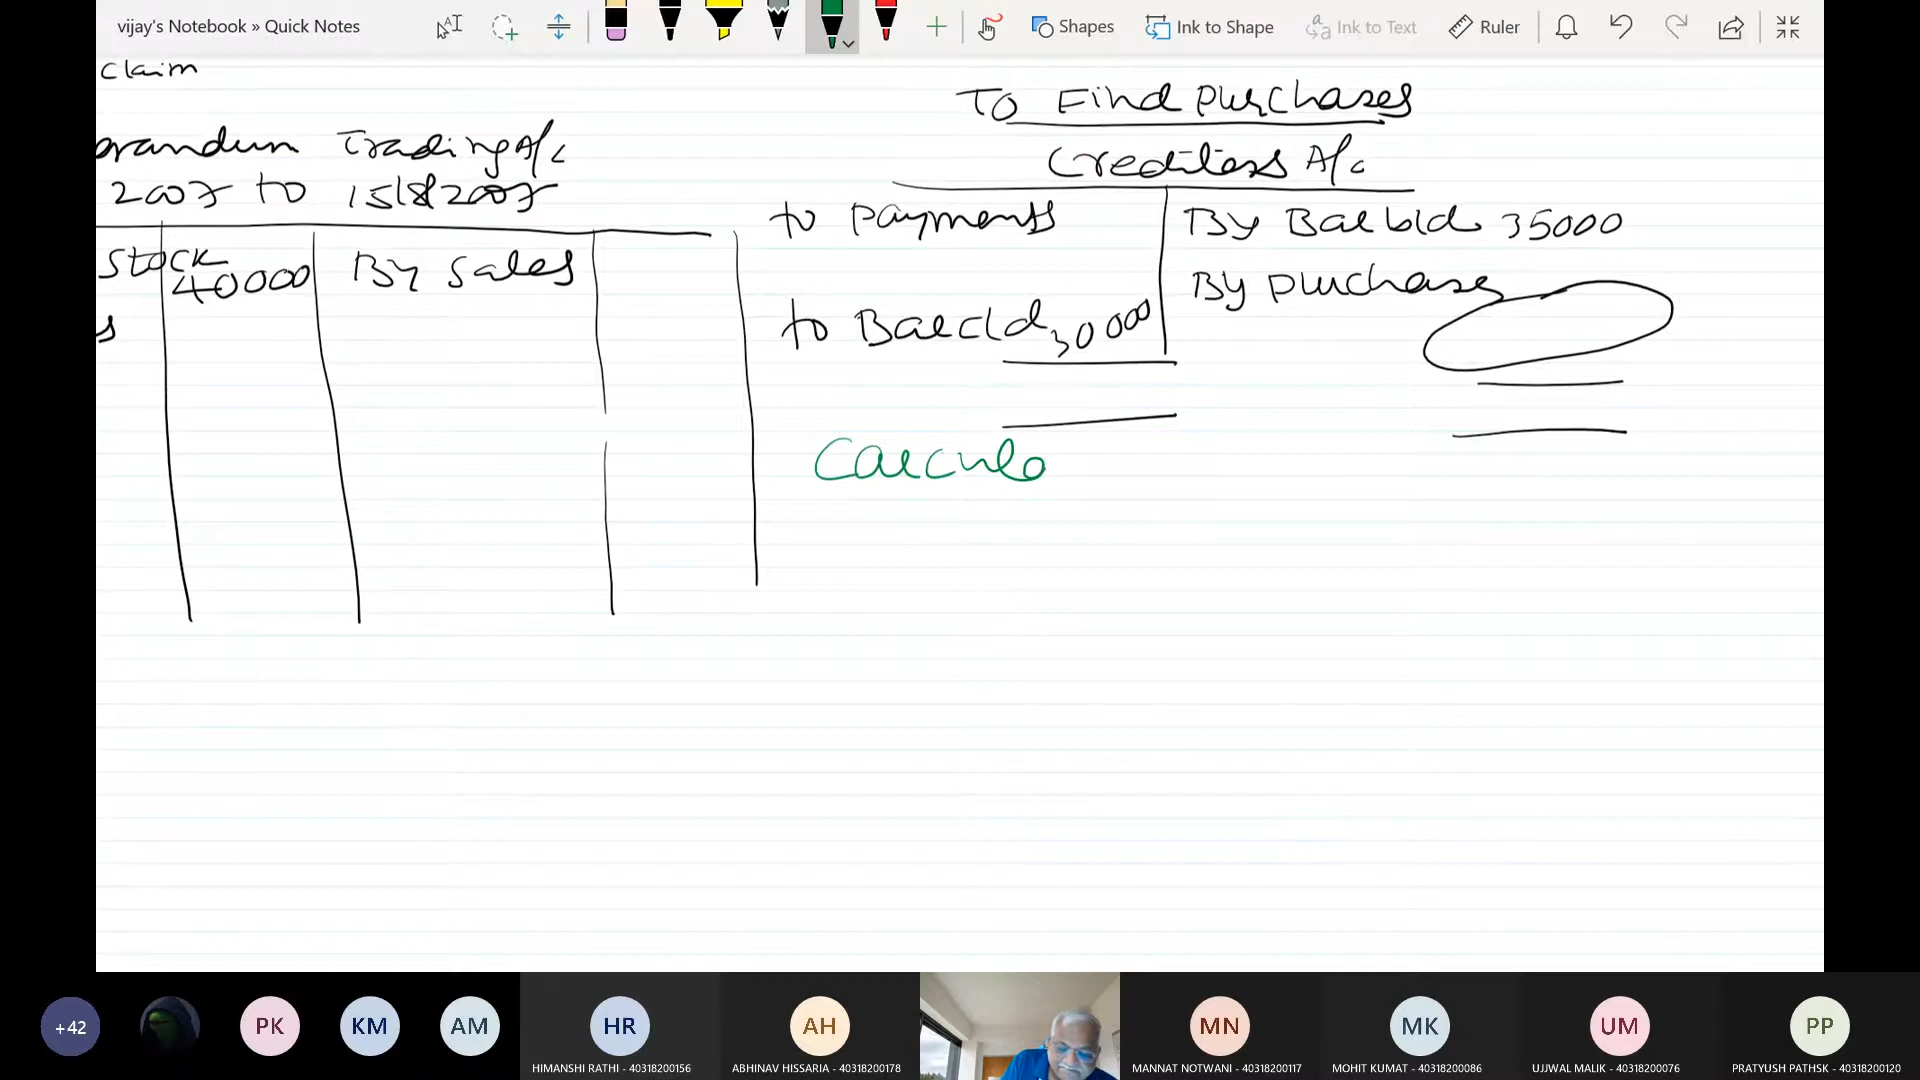 vijay's Notebook » Quick Notes
Shapes
Ink to Shape
Ink to Text
Ruler
claim
orandum Trading A/c
2007 to 15/8/2007
Stock 40000 By Sales
s
To Find purchases
Creditors A/c
to payments By Bal b/d 35000
By purchases
to Bal c/d 30000
Calcula
+42
PK
KM
AM
HR
HIMANSHI RATHI - 40318200156
AH
ABHINAV HISSARIA - 40318200178
MN
MANNAT NOTWANI - 40318200117
MK
MOHIT KUMAT - 40318200086
UM
UJJWAL MALIK - 40318200076
PP
PRATYUSH PATHSK - 40318200120